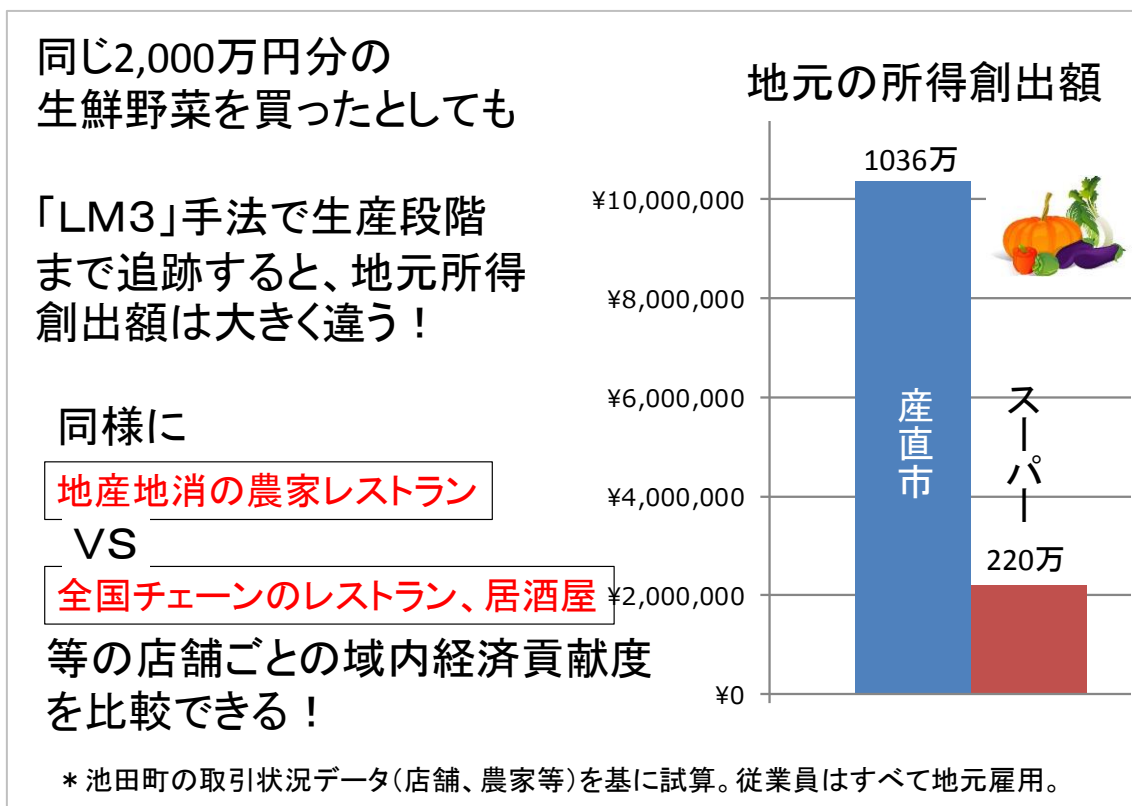 同じ2,000万円分の
生鮮野菜を買ったとしても
「LM3」手法で生産段階
まで追跡すると、地元所得
創出額は大きく違う！
同様に
地産地消の農家レストラン
VS
全国チェーンのレストラン、居酒屋
等の店舗ごとの域内経済貢献度
を比較できる！
地元の所得創出額
1036万
¥10,000,000
¥8,000,000
¥6,000,000
¥4,000,000
¥2,000,000
¥0
産直市
スーパー
220万
＊池田町の取引状況データ（店舗、農家等）を基に試算。従業員はすべて地元雇用。